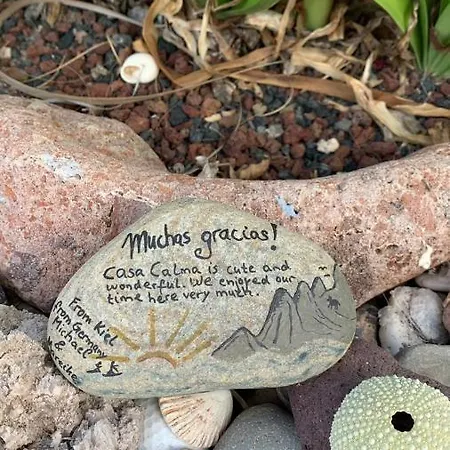 Muchas gracias!
Casa Calma is cute and
wonderful. We enjoyed our
time here very much.
From Kiel
(from Germany)
Michael
&
Mareike